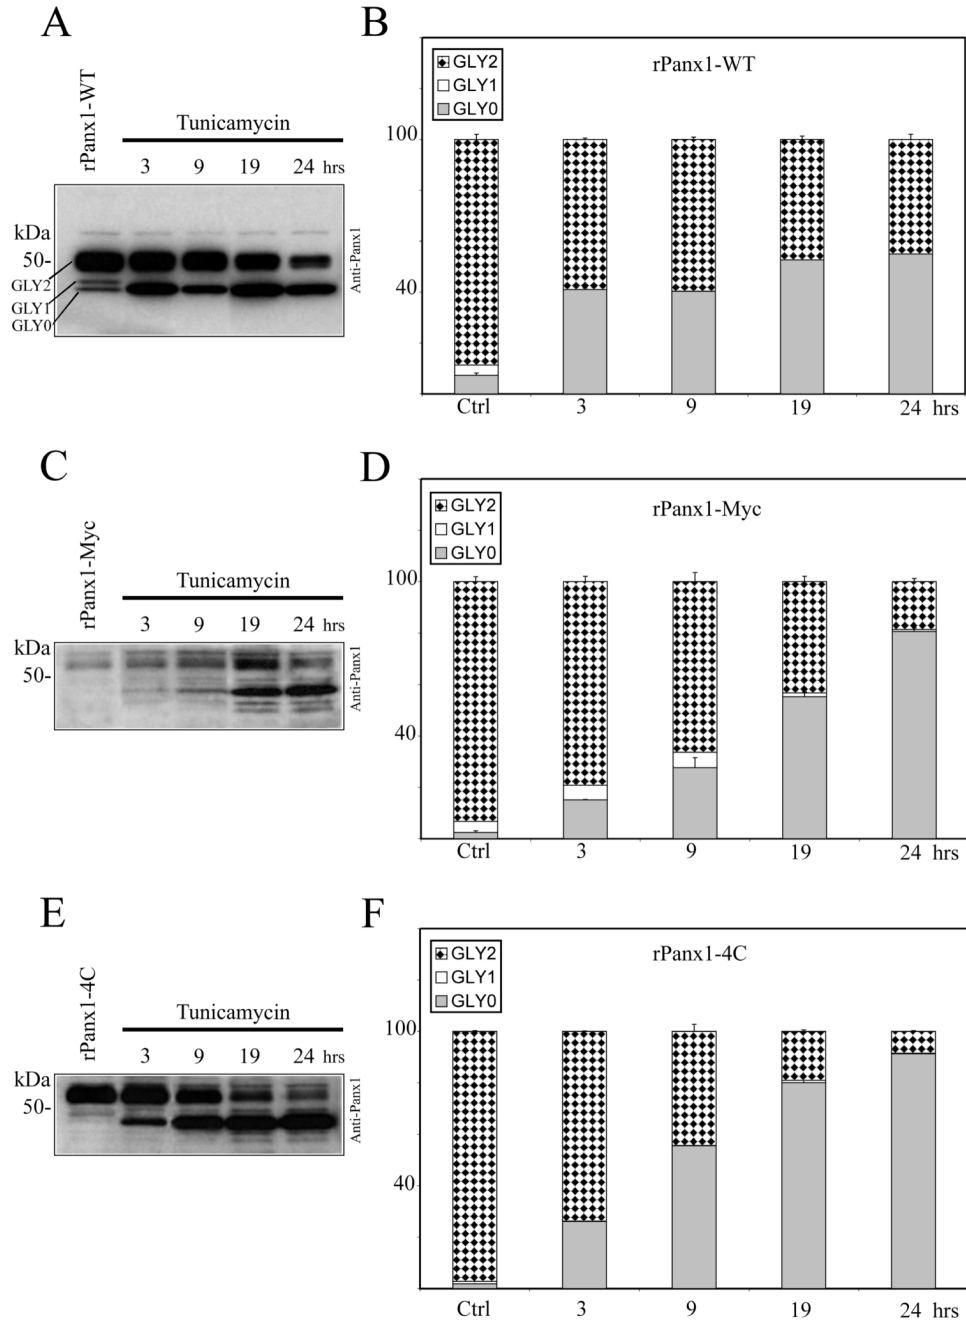 A
rPanx1-WT
Tunicamycin
3 9 19 24 hrs
kDa
50-
GLY2
GLY1
GLY0
Anti-Panx1
B
rPanx1-WT
GLY2
GLY1
GLY0
100
40
Ctrl 3 9 19 24 hrs
C
rPanx1-Myc
Tunicamycin
3 9 19 24 hrs
kDa
50-
Anti-Panx1
D
rPanx1-Myc
GLY2
GLY1
GLY0
100
40
Ctrl 3 9 19 24 hrs
E
rPanx1-4C
Tunicamycin
3 9 19 24 hrs
kDa
50-
Anti-Panx1
F
rPanx1-4C
GLY2
GLY1
GLY0
100
40
Ctrl 3 9 19 24 hrs